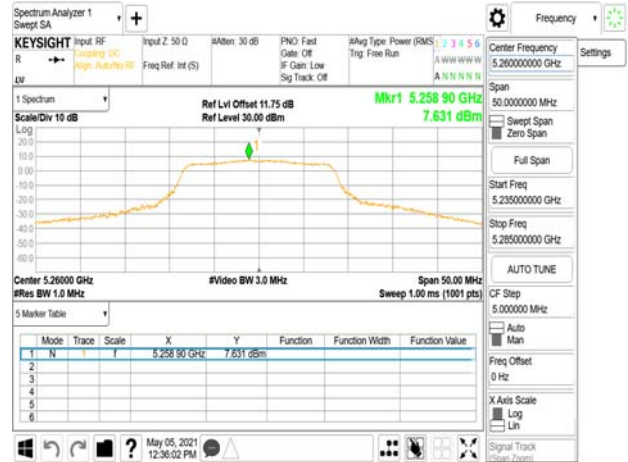 Spectrum Analyzer 1
Swept SA
+
Frequency
KEYSIGHT
R
Input: RF
Coupling: DC
Align: Auto/No RF
Input Z: 50 Ω
Freq Ref: Int (S)
#Atten: 30 dB
PNO: Fast
Gate: Off
IF Gain: Low
Sig Track: Off
#Avg Type: Power (RMS
Trig: Free Run
1 2 3 4 5 6
A W W W W W
A N N N N N
1 Spectrum
Scale/Div 10 dB
Log
Ref Lvl Offset 11.75 dB
Ref Level 30.00 dBm
Mkr1 5.258 90 GHz
7.631 dBm
1
20.0
10.0
0.00
-10.0
-20.0
-30.0
-40.0
-50.0
-60.0
Center 5.26000 GHz
#Res BW 1.0 MHz
#Video BW 3.0 MHz
Span 50.00 MHz
Sweep 1.00 ms (1001 pts)
5 Marker Table
Mode Trace Scale X Y Function Function Width Function Value
1 N 1 f 5.258 90 GHz 7.631 dBm
2
3
4
5
6
?
May 05, 2021
12:36:02 PM
Center Frequency
5.260000000 GHz
Settings
Span
50.0000000 MHz
Swept Span
Zero Span
Full Span
Start Freq
5.235000000 GHz
Stop Freq
5.285000000 GHz
AUTO TUNE
CF Step
5.000000 MHz
Auto
Man
Freq Offset
0 Hz
X Axis Scale
Log
Lin
Signal Track
(Span Zoom)